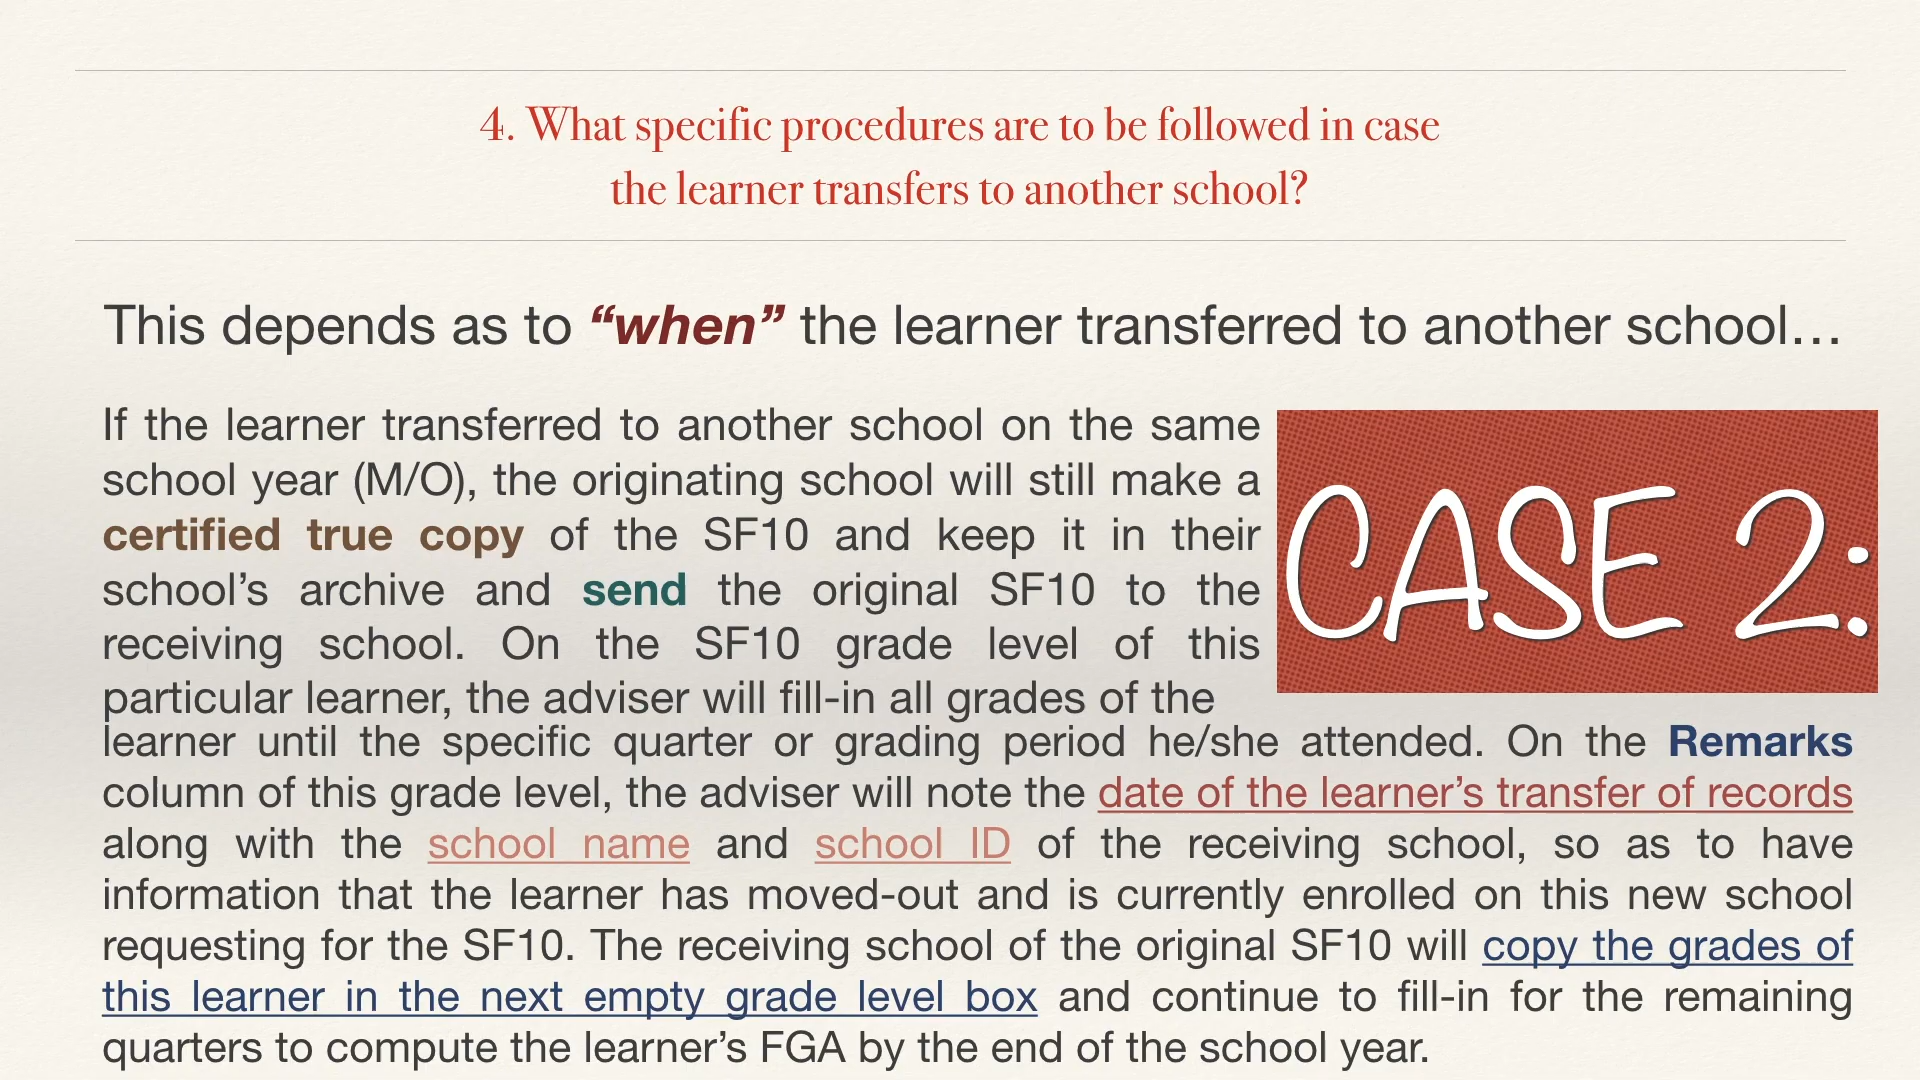 4. What specific procedures are to be followed in case
the learner transfers to another school?
This depends as to “when” the learner transferred to another school…
If the learner transferred to another school on the same
school year (M/O), the originating school will still make a
certified true copy of the SF10 and keep it in their
school’s archive and send the original SF10 to the
receiving school. On the SF10 grade level of this
particular learner, the adviser will fill-in all grades of the
CASE 2:
learner until the specific quarter or grading period he/she attended. On the Remarks
column of this grade level, the adviser will note the date of the learner’s transfer of records
along with the school name and school ID of the receiving school, so as to have
information that the learner has moved-out and is currently enrolled on this new school
requesting for the SF10. The receiving school of the original SF10 will copy the grades of
this learner in the next empty grade level box and continue to fill-in for the remaining
quarters to compute the learner’s FGA by the end of the school year.